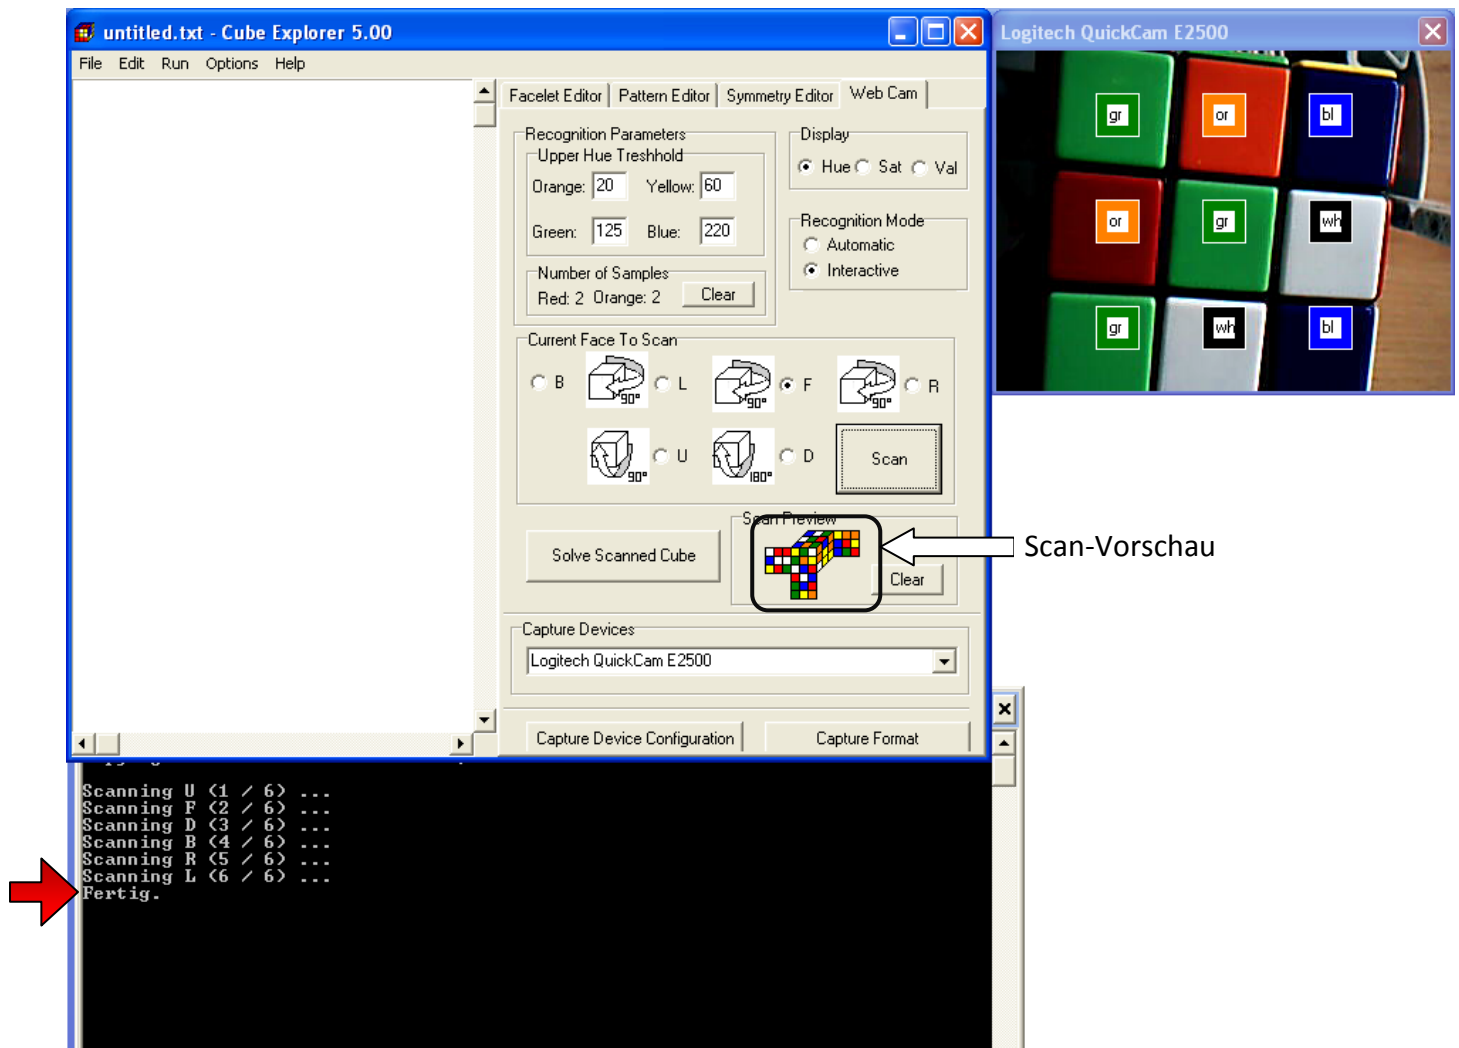 untitled.txt - Cube Explorer 5.00
File Edit Run Options Help
Facelet Editor Pattern Editor Symmetry Editor Web Cam
Recognition Parameters
Upper Hue Treshhold
Orange: 20 Yellow: 60
Green: 125 Blue: 220
Number of Samples
Red: 2 Orange: 2 Clear
Display
Hue Sat Val
Recognition Mode
Automatic
Interactive
Current Face To Scan
B 90° L 90° F 90° R
90° U 180° D Scan
Solve Scanned Cube
Scan Preview
Clear
Capture Devices
Logitech QuickCam E2500
Capture Device Configuration Capture Format
Logitech QuickCam E2500
gr or bl
or gr wh
gr wh bl
Scan-Vorschau
Scanning U (1 / 6) ...
Scanning F (2 / 6) ...
Scanning D (3 / 6) ...
Scanning B (4 / 6) ...
Scanning R (5 / 6) ...
Scanning L (6 / 6) ...
Fertig.